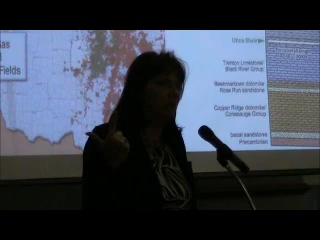 Fields
Utica Shale
Trenton Limestone/
Black River Group
Beekmantown dolomite
Rose Run sandstone
Copper Ridge dolomite/
Conasauga Group
basal sandstone
Precambrian